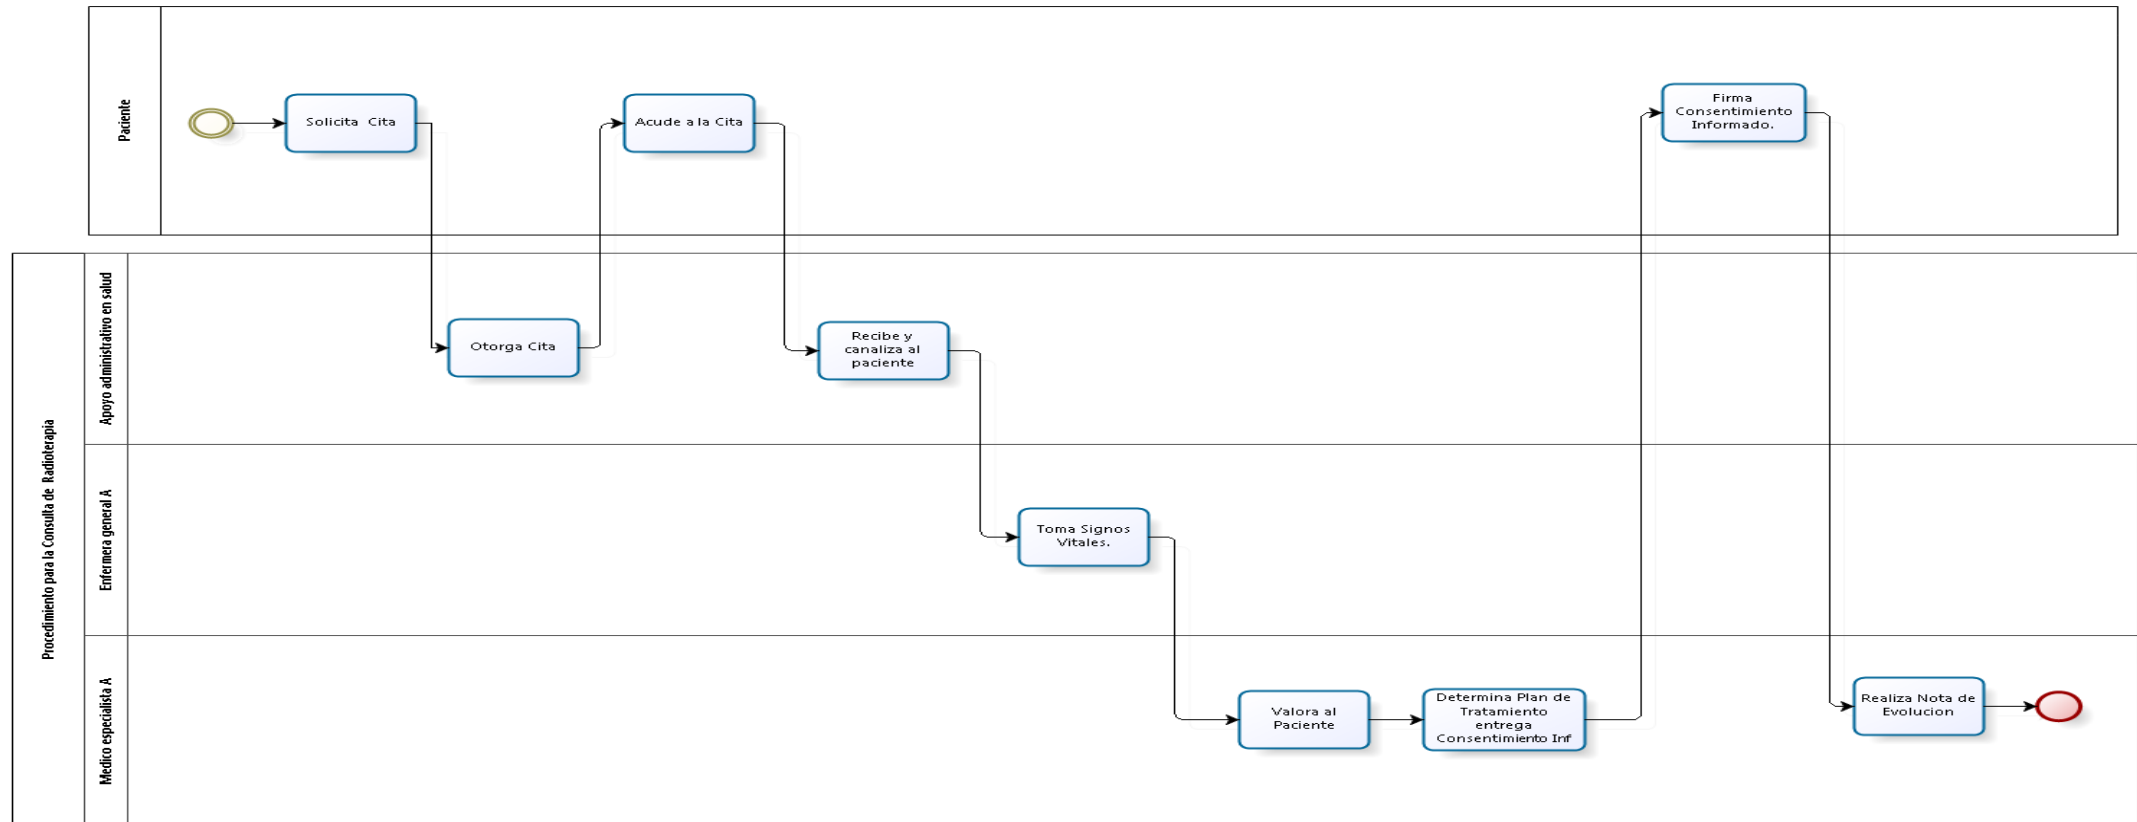 Paciente
Solicita Cita
Acude a la Cita
Firma
Consentimiento
Informado.
Procedimiento para la Consulta de Radioterapia
Apoyo administrativo en salud
Otorga Cita
Recibe y
canaliza al
paciente
Enfermera general A
Toma Signos
Vitales.
Medico especialista A
Valora al
Paciente
Determina Plan de
Tratamiento
entrega
Consentimiento Inf
Realiza Nota de
Evolucion